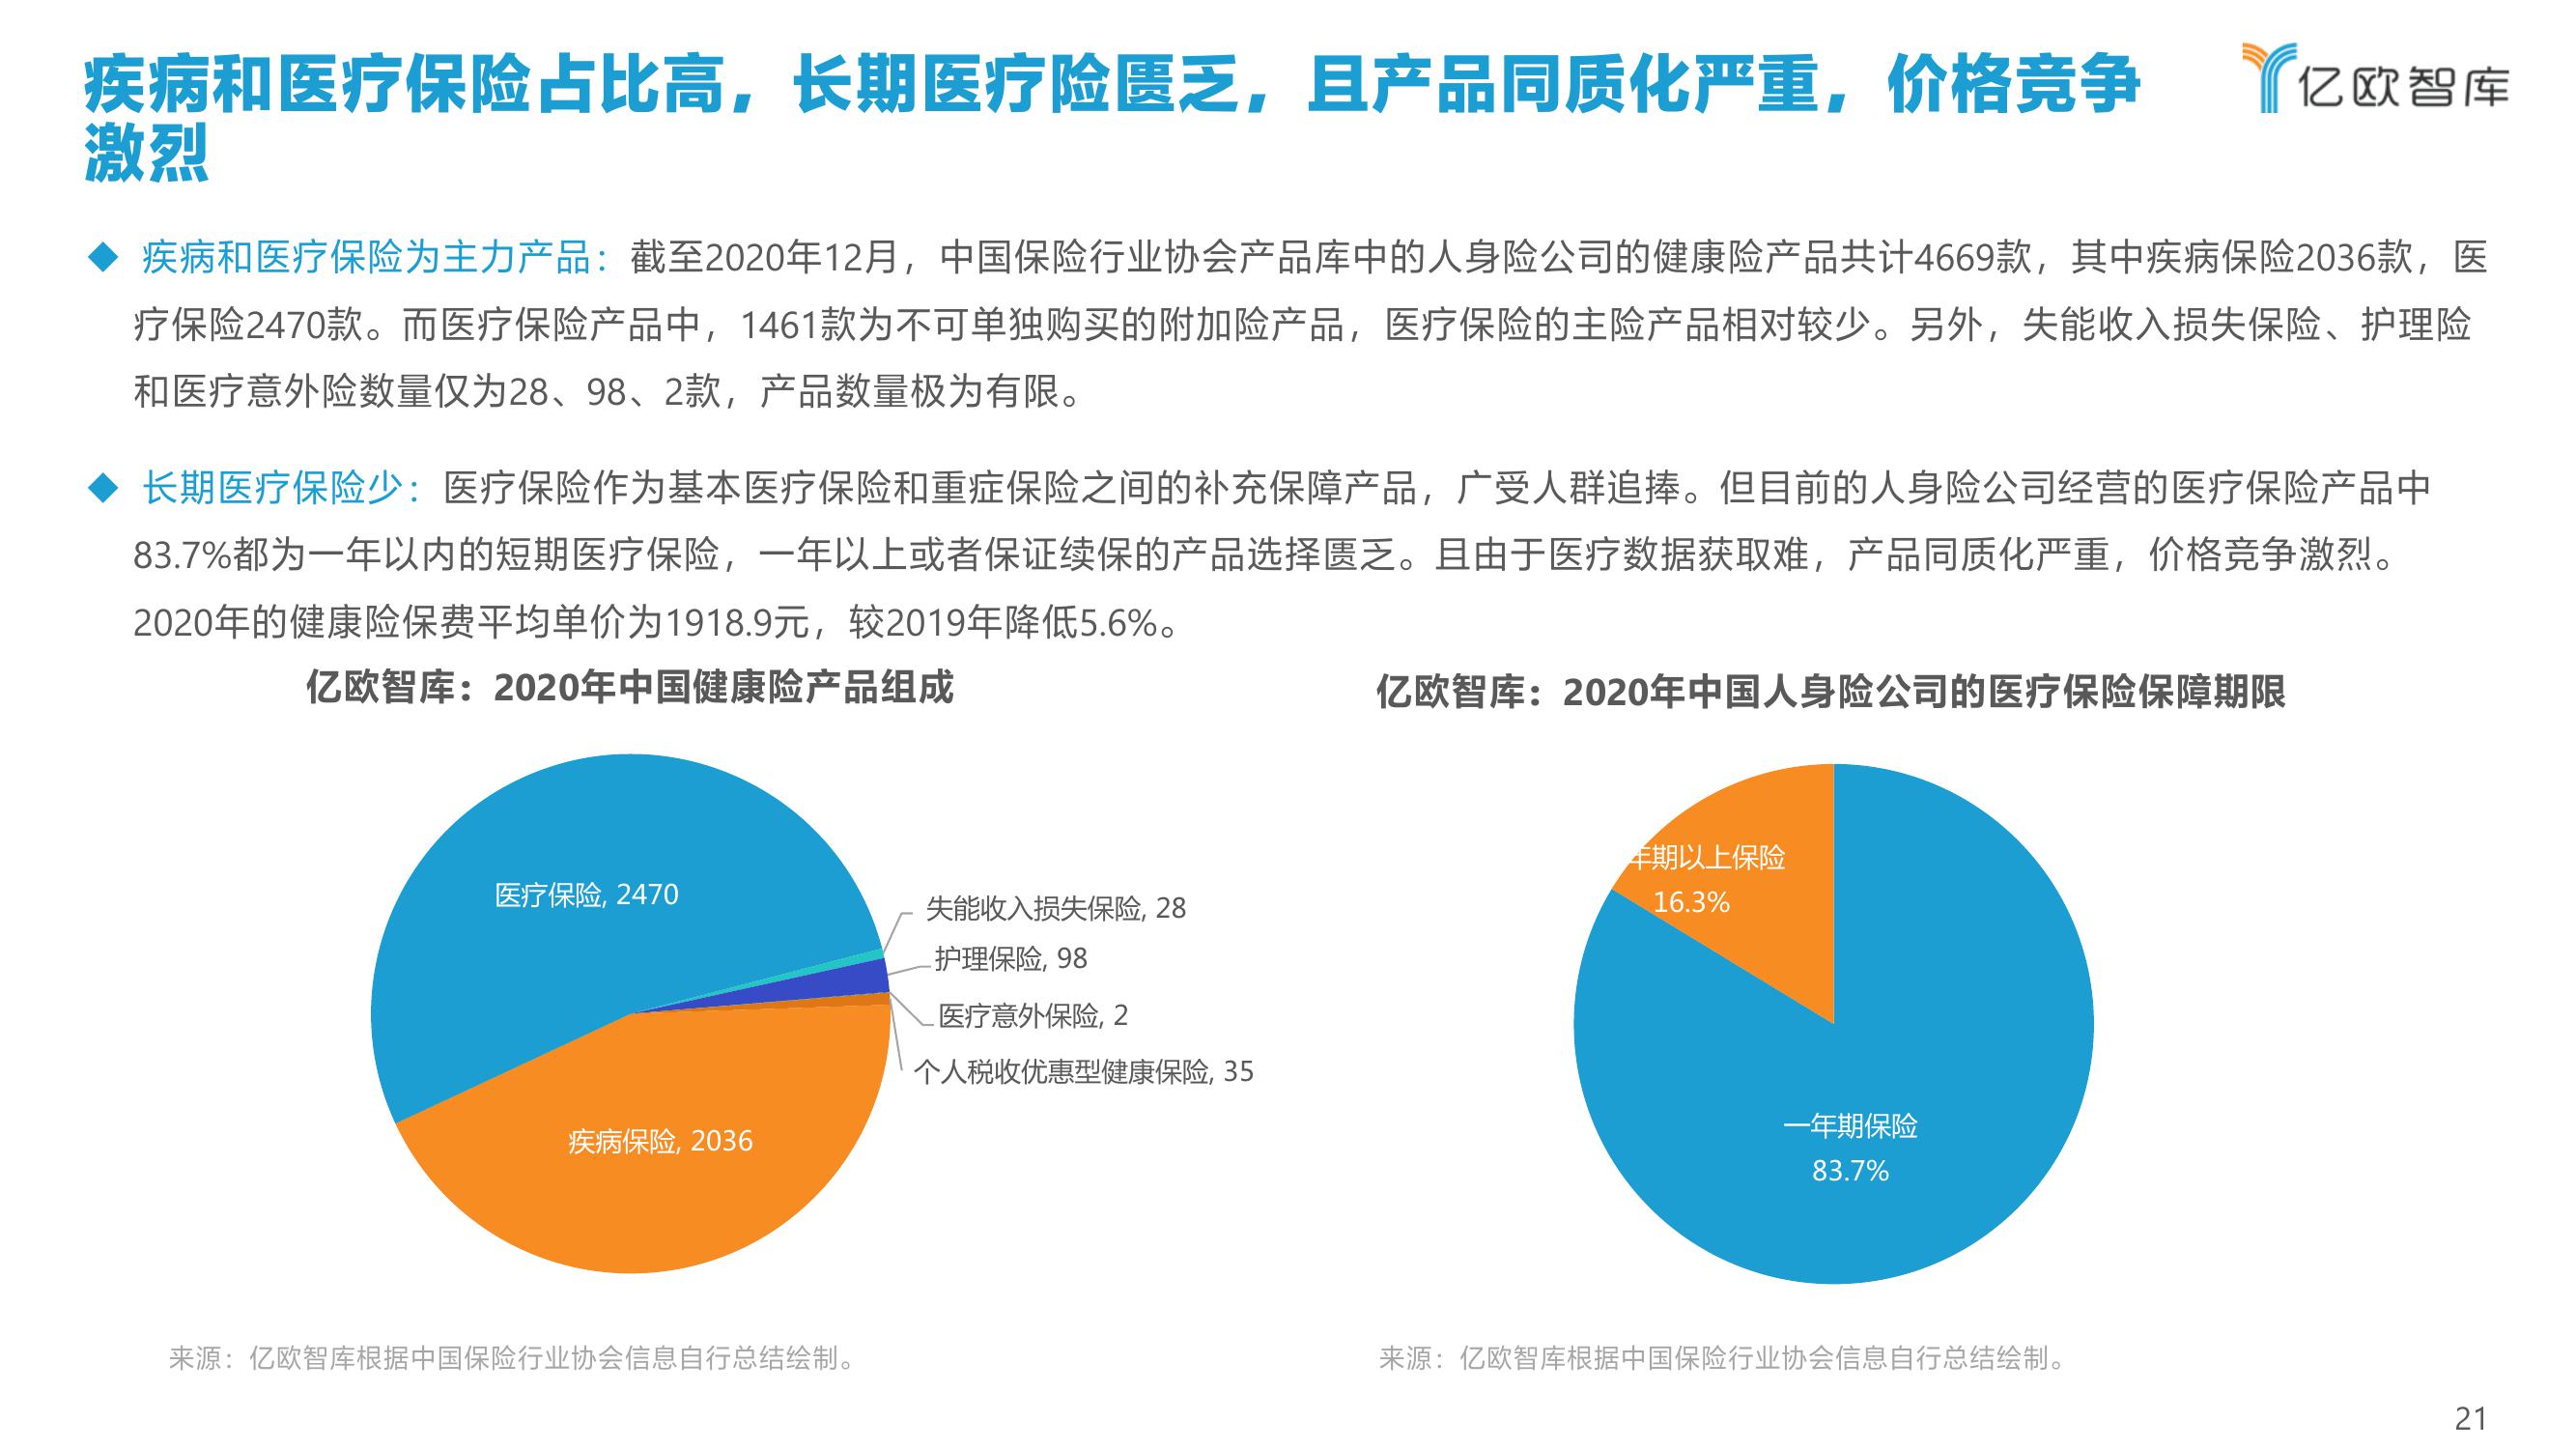 疾病和医疗保险占比高，长期医疗险匮乏，且产品同质化严重，价格竞争
激烈
亿欧智库
疾病和医疗保险为主力产品：截至2020年12月，中国保险行业协会产品库中的人身险公司的健康险产品共计4669款，其中疾病保险2036款，医
疗保险2470款。而医疗保险产品中，1461款为不可单独购买的附加险产品，医疗保险的主险产品相对较少。另外，失能收入损失保险、护理险
和医疗意外险数量仅为28、98、2款，产品数量极为有限。
长期医疗保险少：医疗保险作为基本医疗保险和重症保险之间的补充保障产品，广受人群追捧。但目前的人身险公司经营的医疗保险产品中
83.7%都为一年以内的短期医疗保险，一年以上或者保证续保的产品选择匮乏。且由于医疗数据获取难，产品同质化严重，价格竞争激烈。
2020年的健康险保费平均单价为1918.9元，较2019年降低5.6%。
亿欧智库：2020年中国健康险产品组成
医疗保险, 2470
失能收入损失保险, 28
护理保险, 98
医疗意外保险, 2
个人税收优惠型健康保险, 35
疾病保险, 2036
来源：亿欧智库根据中国保险行业协会信息自行总结绘制。
亿欧智库：2020年中国人身险公司的医疗保险保障期限
年期以上保险
16.3%
一年期保险
83.7%
来源：亿欧智库根据中国保险行业协会信息自行总结绘制。
21